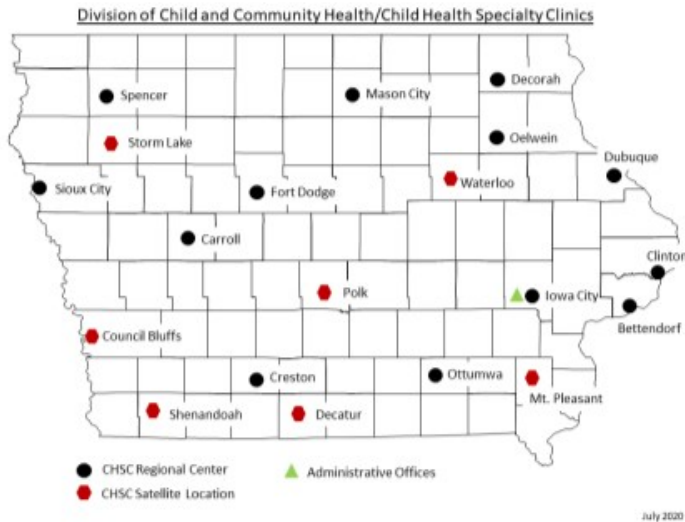 Division of Child and Community Health/Child Health Specialty Clinics
Decorah
Spencer
Mason City
Oelwein
Storm Lake
Dubuque
Waterloo
Sioux City
Fort Dodge
Carroll
Clinton
Polk
Iowa City
Bettendorf
Council Bluffs
Creston
Ottumwa
Mt. Pleasant
Shenandoah
Decatur
CHSC Regional Center
Administrative Offices
CHSC Satellite Location
July 2020